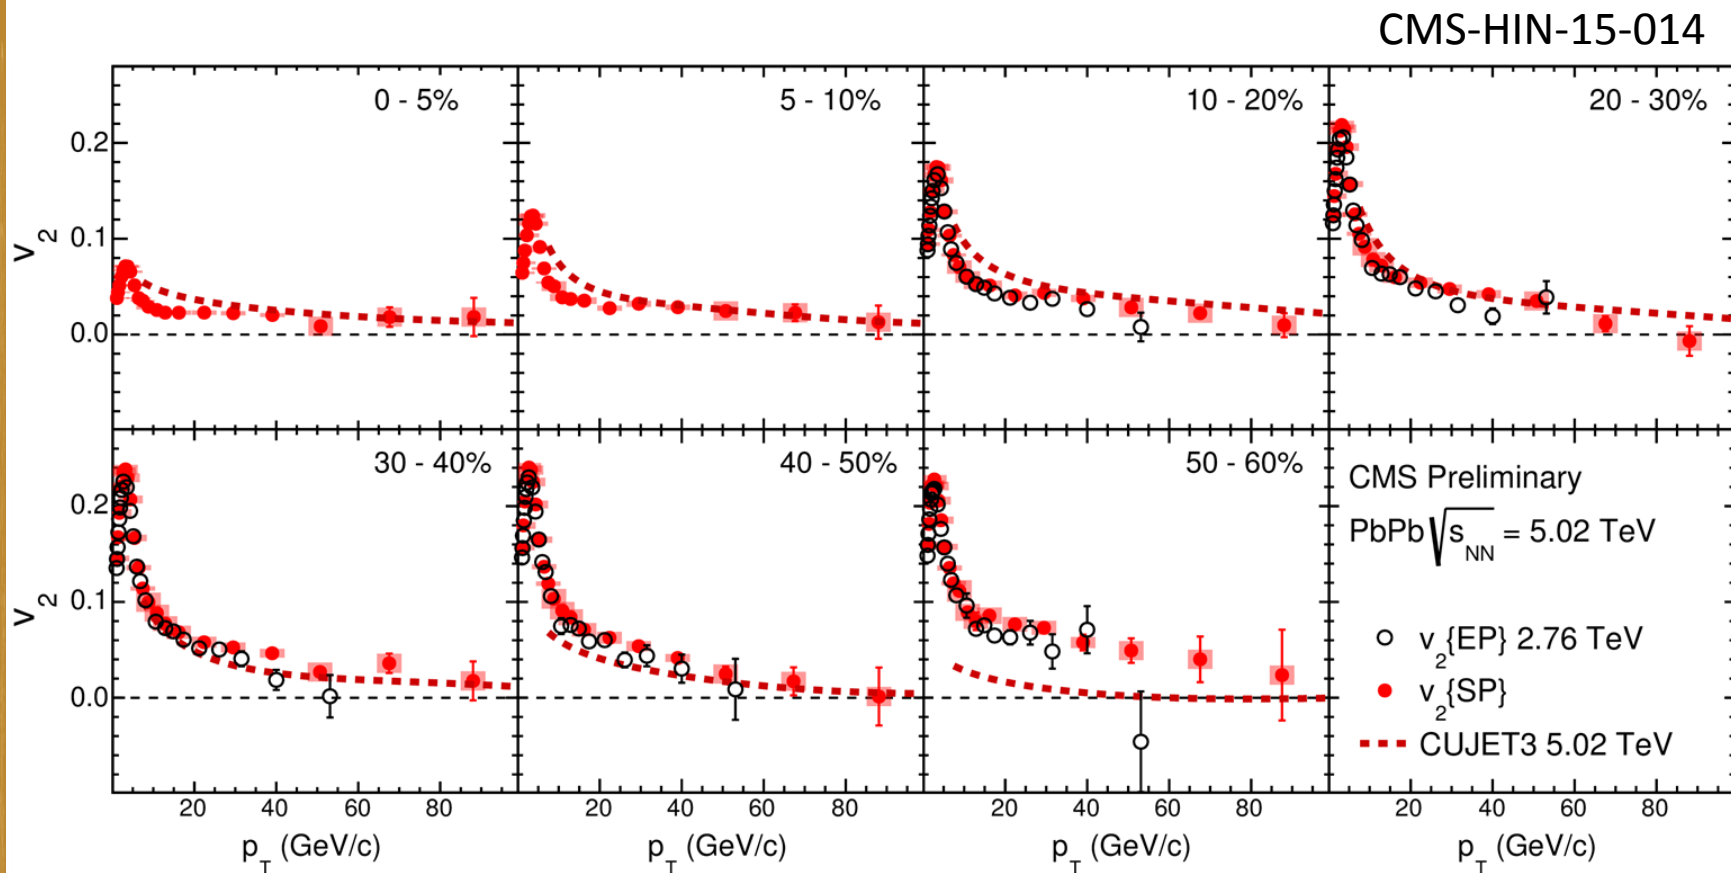 CMS-HIN-15-014
0 - 5%
5 - 10%
10 - 20%
20 - 30%
0.2
0.1
0.0
v2
30 - 40%
40 - 50%
50 - 60%
0.2
0.1
0.0
v2
CMS Preliminary
PbPb √sNN = 5.02 TeV
v2{EP} 2.76 TeV
v2{SP}
CUJET3 5.02 TeV
20 40 60 80
20 40 60 80
20 40 60 80
20 40 60 80
pT (GeV/c)
pT (GeV/c)
pT (GeV/c)
pT (GeV/c)